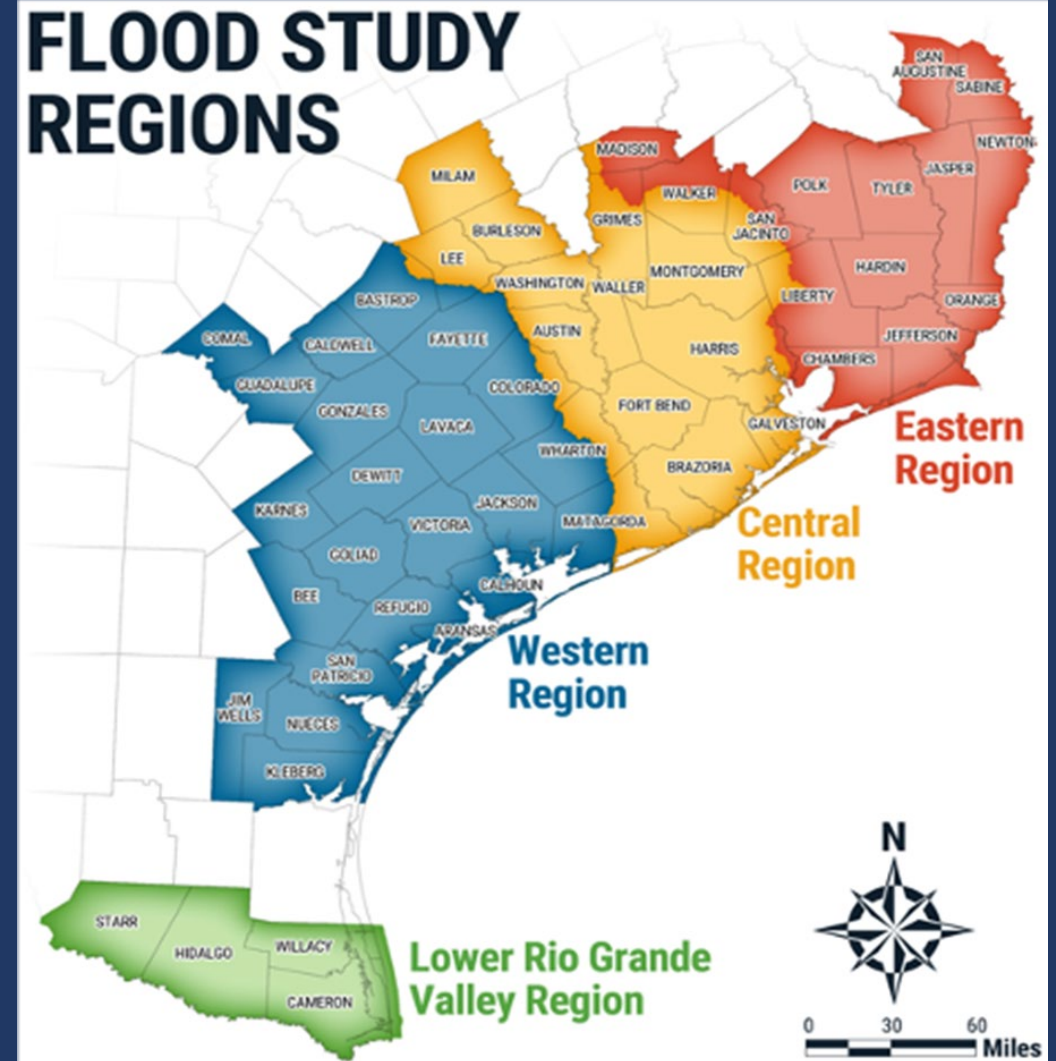 FLOOD STUDY
REGIONS
SAN
AUGUSTINE
SABINE
NEWTON
MADISON
JASPER
MILAM
POLK
TYLER
WALKER
GRIMES
SAN
JACINTO
BURLESON
LEE
HARDIN
MONTGOMERY
WASHINGTON
WALLER
LIBERTY
ORANGE
BASTROP
AUSTIN
JEFFERSON
COMAL
CALDWELL
FAYETTE
HARRIS
CHAMBERS
GUADALUPE
COLORADO
GONZALES
FORT BEND
LAVACA
GALVESTON
Eastern
Region
WHARTON
BRAZORIA
DEWITT
KARNES
JACKSON
VICTORIA
MATAGORDA
Central
Region
GOLIAD
CALHOUN
BEE
REFUGIO
ARANSAS
Western
Region
SAN
PATRICIO
JIM
WELLS
NUECES
KLEBERG
N
STARR
HIDALGO
WILLACY
CAMERON
Lower Rio Grande
Valley Region
0 30 60
Miles